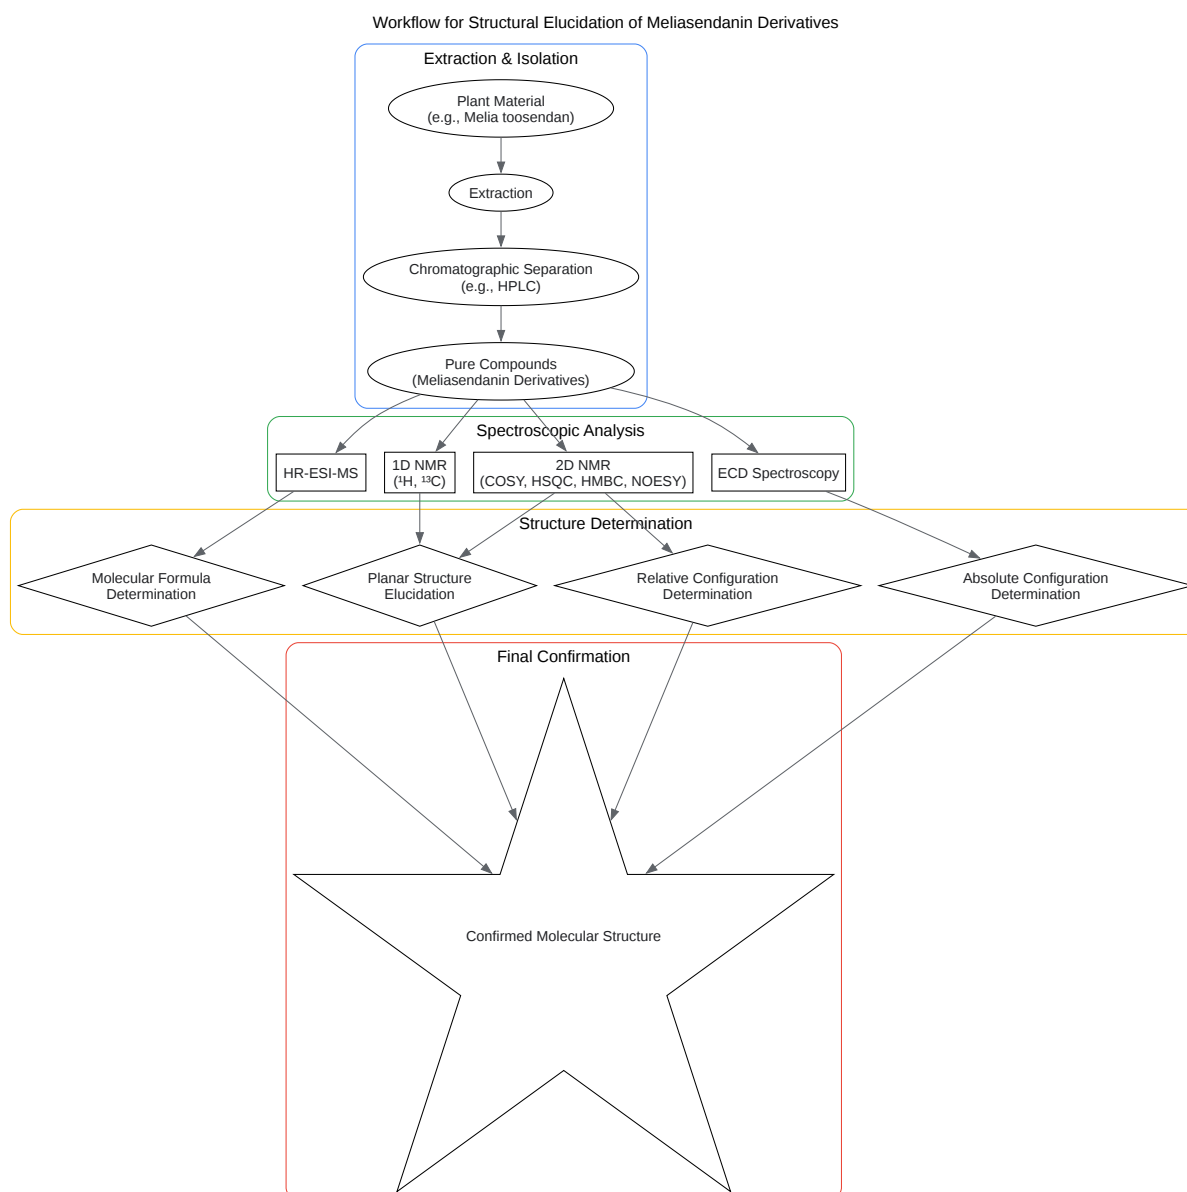 Workflow for Structural Elucidation of Meliasendanin Derivatives
Extraction & Isolation
Plant Material
(e.g., Melia toosendan)
Extraction
Chromatographic Separation
(e.g., HPLC)
Pure Compounds
(Meliasendanin Derivatives)
Spectroscopic Analysis
HR-ESI-MS
1D NMR
(¹H, ¹³C)
2D NMR
(COSY, HSQC, HMBC, NOESY)
ECD Spectroscopy
Structure Determination
Molecular Formula
Determination
Planar Structure
Elucidation
Relative Configuration
Determination
Absolute Configuration
Determination
Final Confirmation
Confirmed Molecular Structure